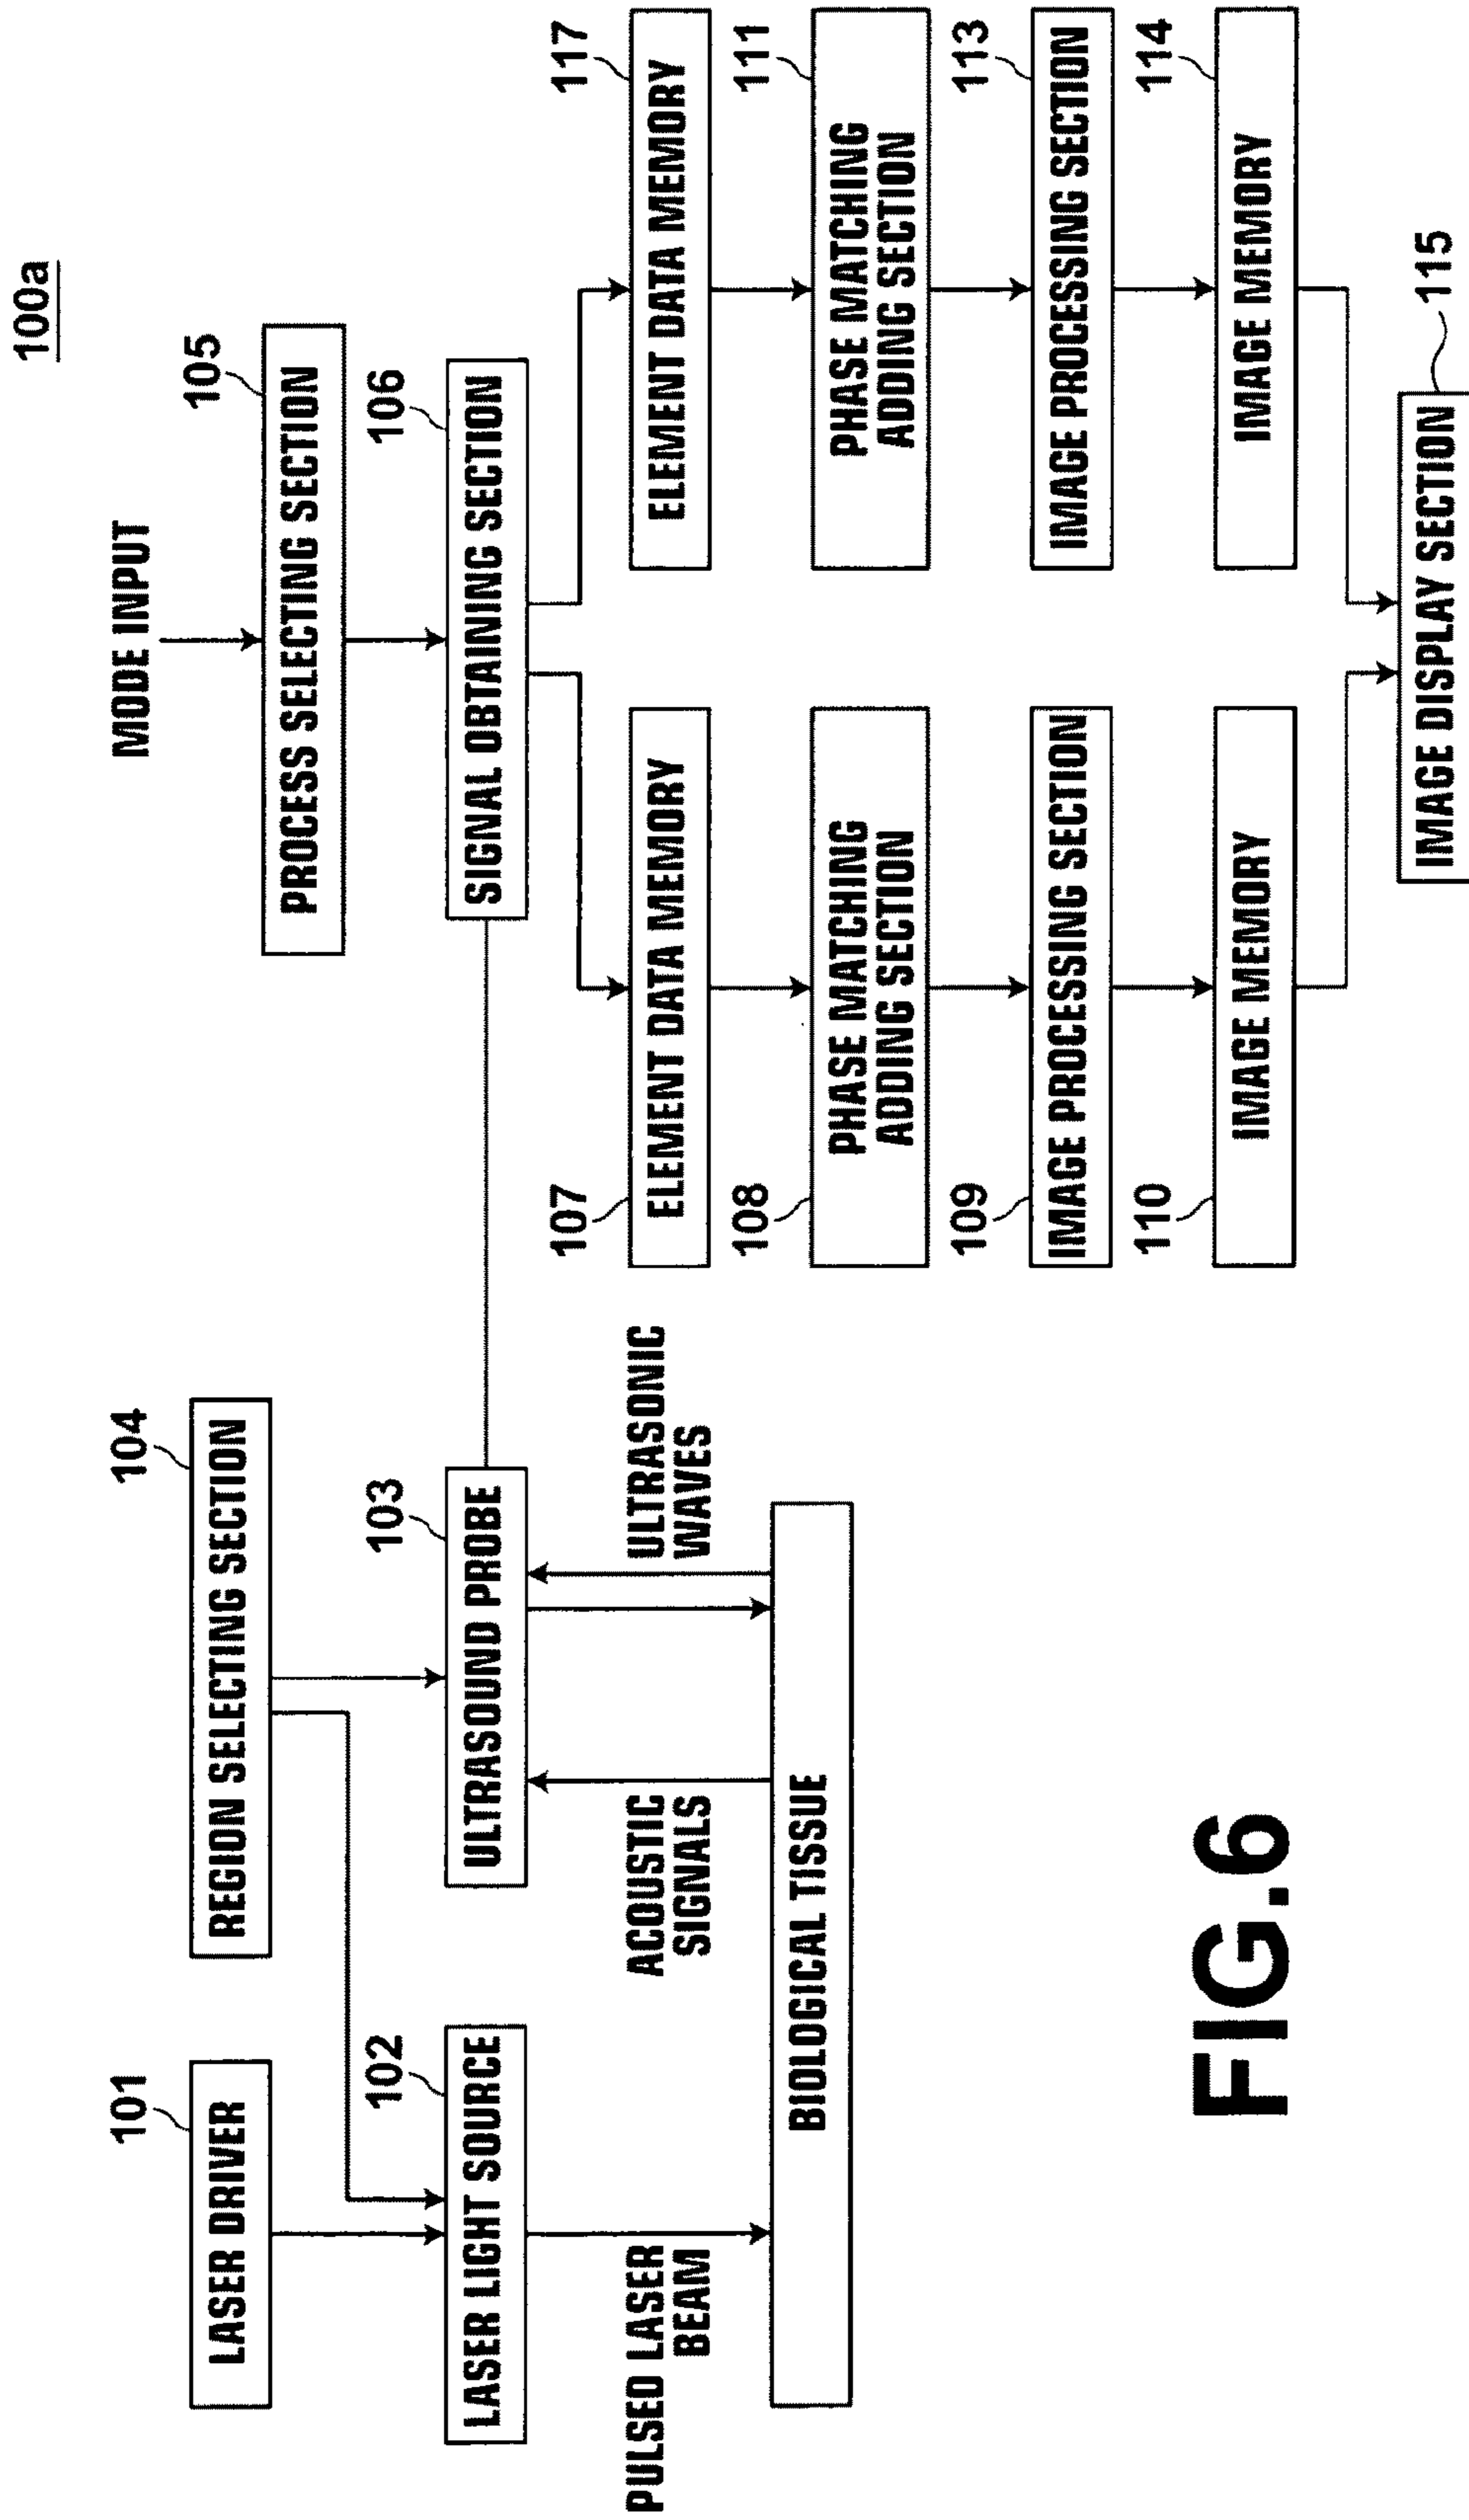 100a
MODE INPUT
105
PROCESS SELECTING SECTION
101
LASER DRIVER
104
REGION SELECTING SECTION
102
LASER LIGHT SOURCE
103
ULTRASOUND PROBE
106
SIGNAL OBTAINING SECTION
PULSED LASER
BEAM
ACOUSTIC
SIGNALS
ULTRASONIC
WAVES
BIOLOGICAL TISSUE
107
ELEMENT DATA MEMORY
117
ELEMENT DATA MEMORY
108
PHASE MATCHING
ADDING SECTION
111
PHASE MATCHING
ADDING SECTION
109
IMAGE PROCESSING SECTION
113
IMAGE PROCESSING SECTION
110
IMAGE MEMORY
114
IMAGE MEMORY
115
IMAGE DISPLAY SECTION
FIG.6